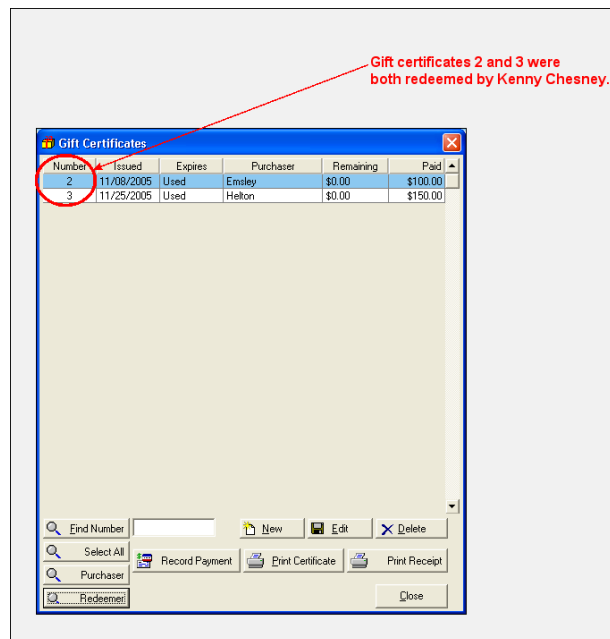 Gift certificates 2 and 3 were
both redeemed by Kenny Chesney.
Gift Certificates
Number Issued Expires Purchaser Remaining Paid
2 11/08/2005 Used Emsley $0.00 $100.00
3 11/25/2005 Used Helton $0.00 $150.00
Find Number New Edit Delete
Select All
Record Payment Print Certificate Print Receipt
Purchaser
Redeemer Close